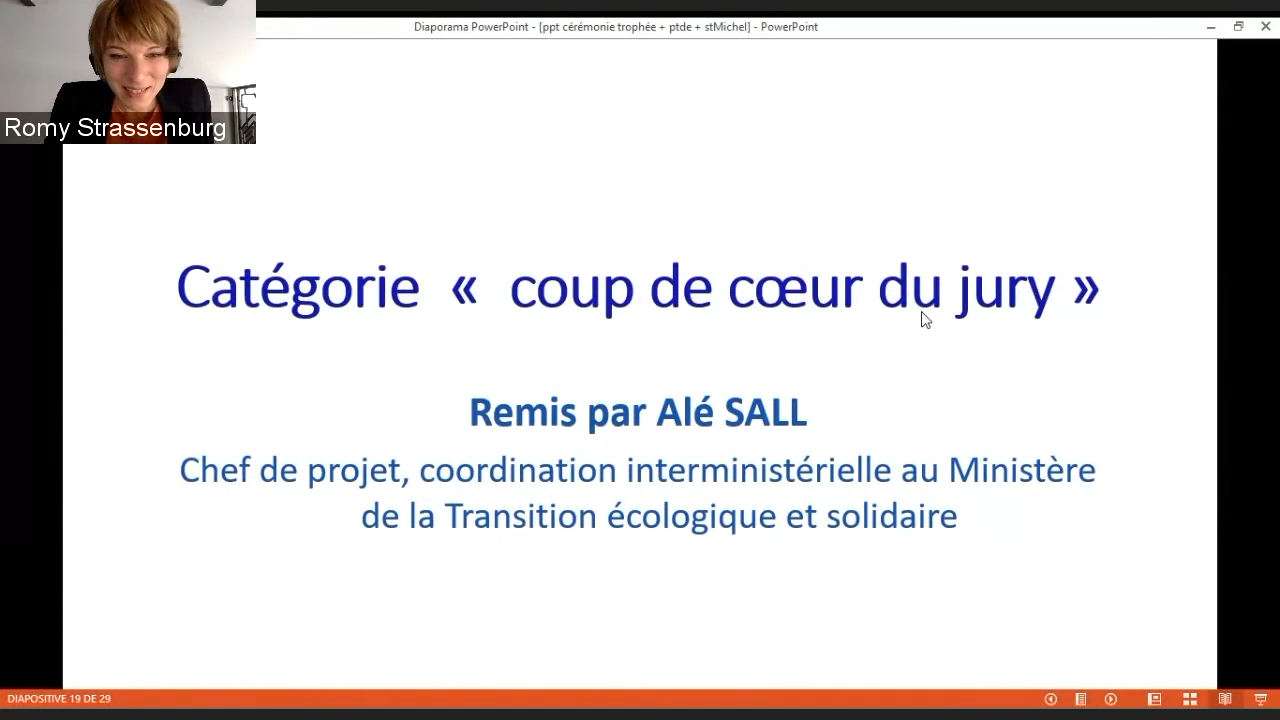 Diaporama PowerPoint - [ppt cérémonie trophée + ptde + stMichel] - PowerPoint
Romy Strassenburg
Catégorie « coup de cœur du jury »
Remis par Alé SALL
Chef de projet, coordination interministérielle au Ministère
de la Transition écologique et solidaire
DIAPOSITIVE 19 DE 29